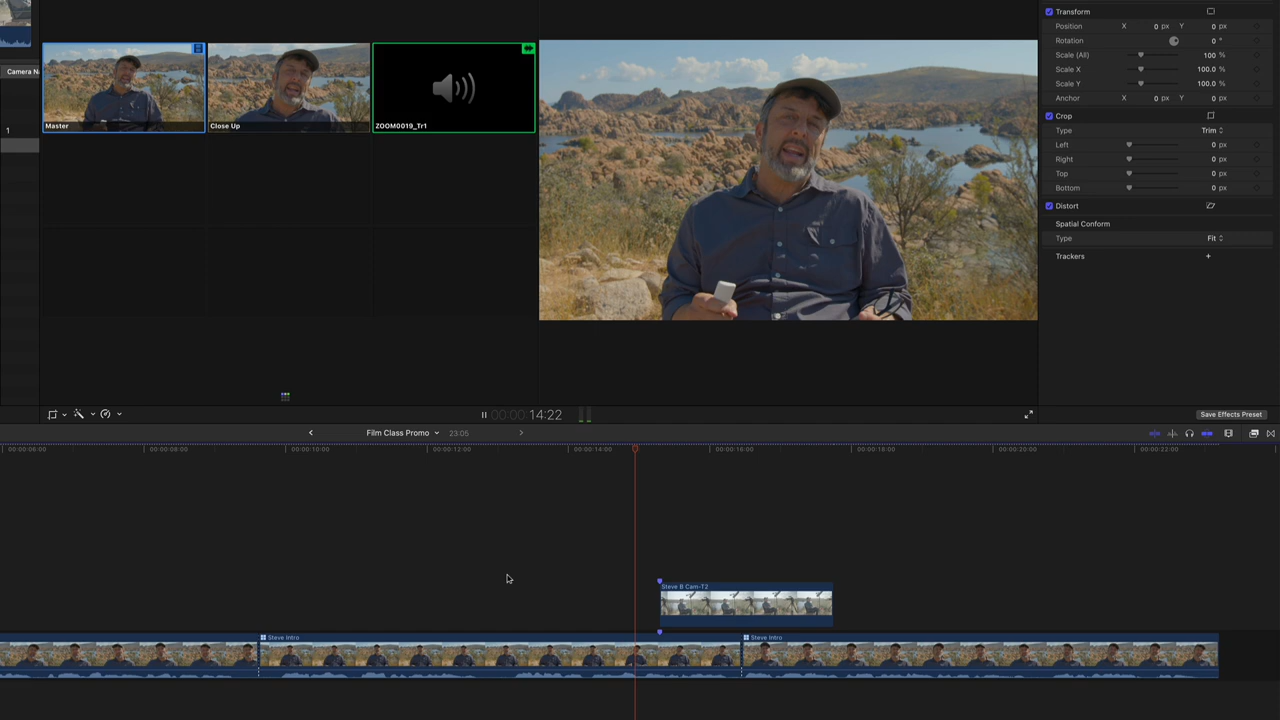 Camera Na
1
Master
Close Up
ZOOM0019_Tr1
Transform
Position X 0 px Y 0 px
Rotation 0 °
Scale (All) 100 %
Scale X 100.0 %
Scale Y 100.0 %
Anchor X 0 px Y 0 px
Crop
Type Trim
Left 0 px
Right 0 px
Top 0 px
Bottom 0 px
Distort
Spatial Conform
Type Fit
Trackers +
00:00:14:22
Save Effects Preset
Film Class Promo 23:05
00:00:06:00 00:00:08:00 00:00:10:00 00:00:12:00 00:00:14:00 00:00:16:00 00:00:18:00 00:00:20:00 00:00:22:00
Steve B Cam-T2
Steve Intro
Steve Intro